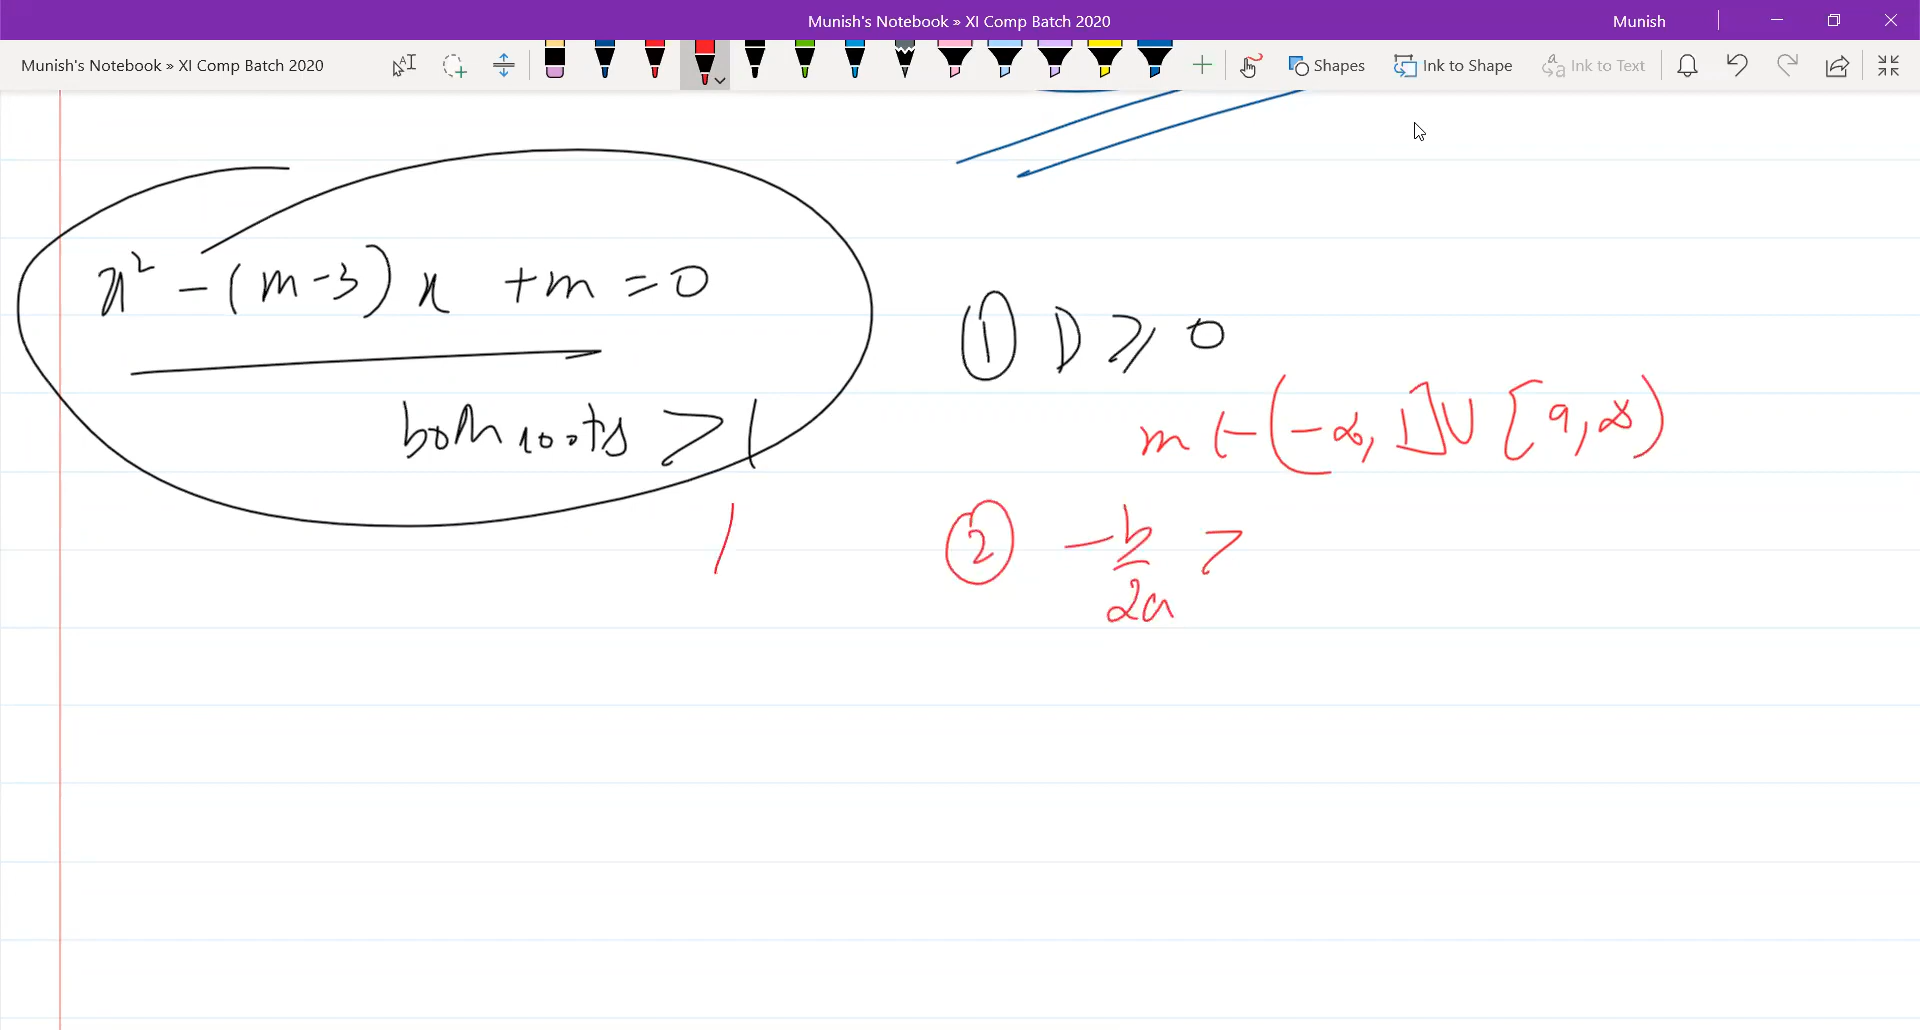 Munish's Notebook » XI Comp Batch 2020
Munish
Munish's Notebook » XI Comp Batch 2020
Shapes
Ink to Shape
Ink to Text
x² - (m-3)x + m = 0
both roots > 1
① D ≥ 0
m ∈ (-∞, 1] ∪ [9, ∞)
② -b/2a >